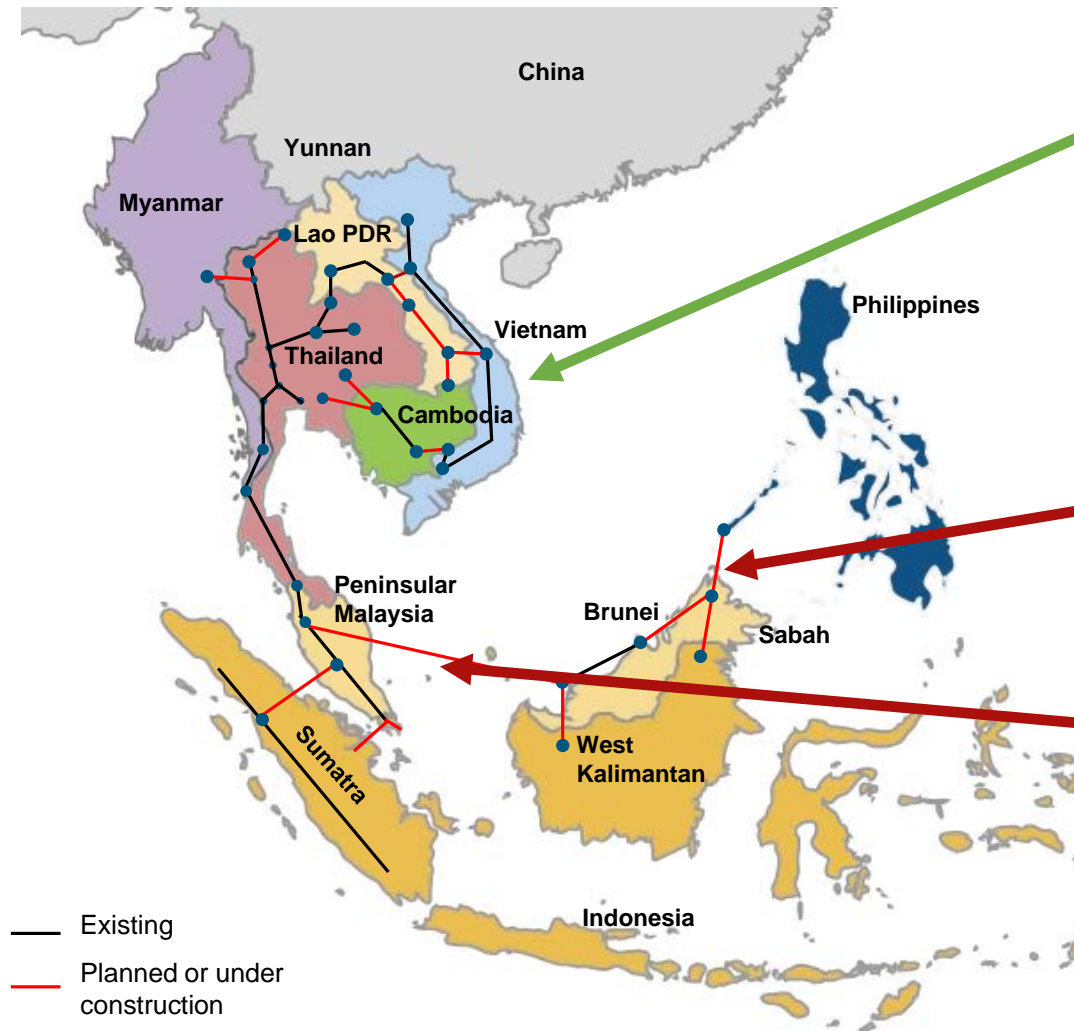 China
Yunnan
Myanmar
Lao PDR
Philippines
Vietnam
Thailand
Cambodia
Peninsular
Malaysia
Brunei
Sabah
Sumatra
West
Kalimantan
Indonesia
Existing
Planned or under
construction